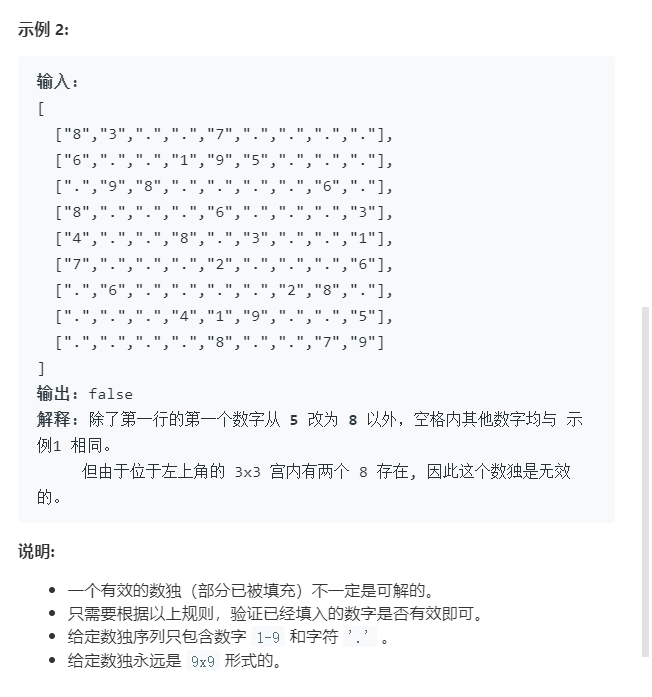 示例 2:
输入:
[
["8","3",".",".","7",".",".",".","."],
["6",".",".","1","9","5",".",".","."],
[".","9","8",".",".",".",".","6","."],
["8",".",".",".","6",".",".",".","3"],
["4",".",".","8",".","3",".",".","1"],
["7",".",".",".","2",".",".",".","6"],
[".","6",".",".",".",".","2","8","."],
[".",".",".","4","1","9",".",".","5"],
[".",".",".",".","8",".",".","7","9"]
]
输出: false
解释: 除了第一行的第一个数字从 5 改为 8 以外，空格内其他数字均与 示
例1 相同。
但由于位于左上角的 3x3 宫内有两个 8 存在, 因此这个数独是无效
的。
说明:
• 一个有效的数独（部分已被填充）不一定是可解的。
• 只需要根据以上规则，验证已经填入的数字是否有效即可。
• 给定数独序列只包含数字 1-9 和字符 '.' 。
• 给定数独永远是 9x9 形式的。